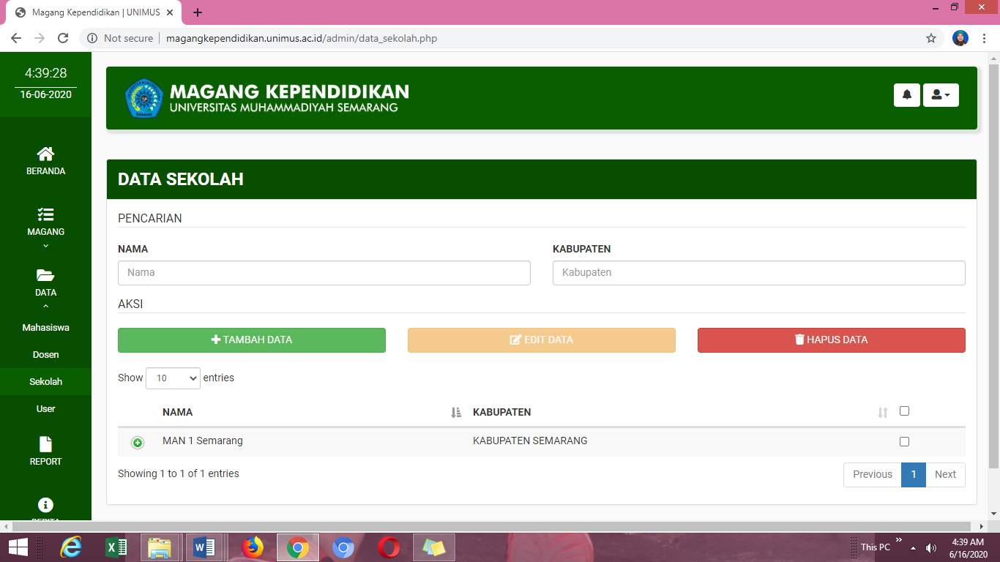 Magang Kependidikan | UNIMUS
Not secure
magangkependidikan.unimus.ac.id/admin/data_sekolah.php
4:39:28
16-06-2020
BERANDA
MAGANG
DATA
Mahasiswa
Dosen
Sekolah
User
REPORT
BERITA
MAGANG KEPENDIDIKAN
UNIVERSITAS MUHAMMADIYAH SEMARANG
DATA SEKOLAH
PENCARIAN
NAMA KABUPATEN
Nama Kabupaten
AKSI
TAMBAH DATA EDIT DATA HAPUS DATA
Show 10 entries
NAMA KABUPATEN
MAN 1 Semarang KABUPATEN SEMARANG
Showing 1 to 1 of 1 entries
Previous 1 Next
This PC
4:39 AM
6/16/2020